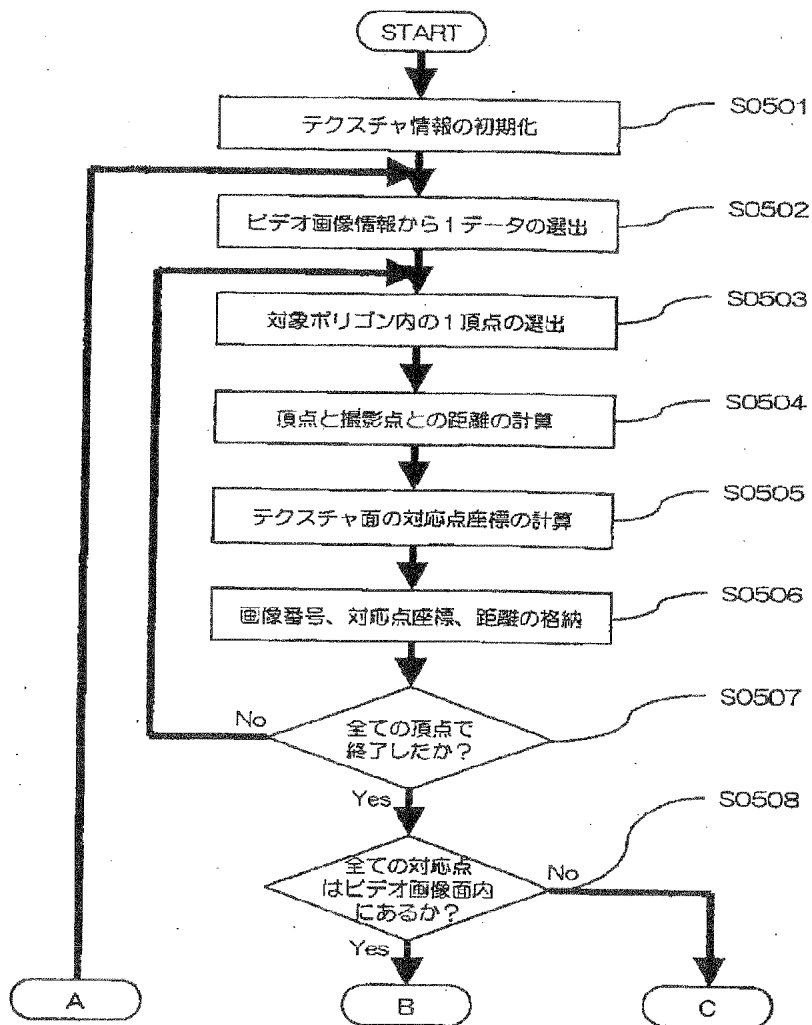 START
テクスチャ情報の初期化
S0501
ビデオ画像情報から1データの選出
S0502
対象ポリゴン内の1頂点の選出
S0503
頂点と撮影点との距離の計算
S0504
テクスチャ面の対応点座標の計算
S0505
画像番号、対応点座標、距離の格納
S0506
全ての頂点で
終了したか?
S0507
No
Yes
全ての対応点
はビデオ画像面内
にあるか?
S0508
No
Yes
A
B
C